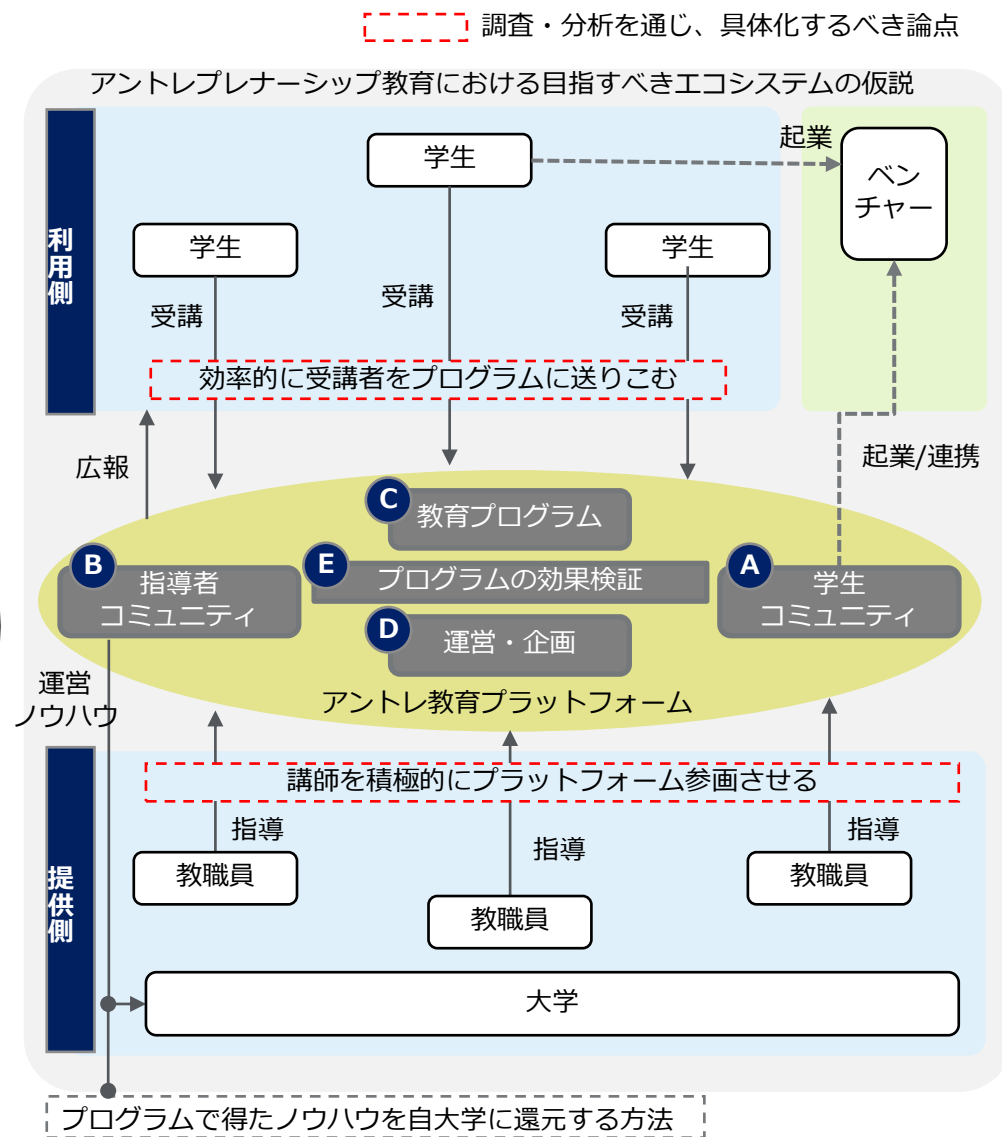 調査・分析を通じ、具体化するべき論点
アントレプレナーシップ教育における目指すべきエコシステムの仮説
利用側
学生
起業
ベン
チャー
学生
学生
受講
受講
受講
効率的に受講者をプログラムに送りこむ
広報
起業/連携
C
教育プログラム
B
指導者
コミュニティ
E
プログラムの効果検証
A
学生
コミュニティ
D
運営・企画
アントレ教育プラットフォーム
運営
ノウハウ
提供側
講師を積極的にプラットフォーム参画させる
指導
指導
指導
教職員
教職員
教職員
大学
プログラムで得たノウハウを自大学に還元する方法